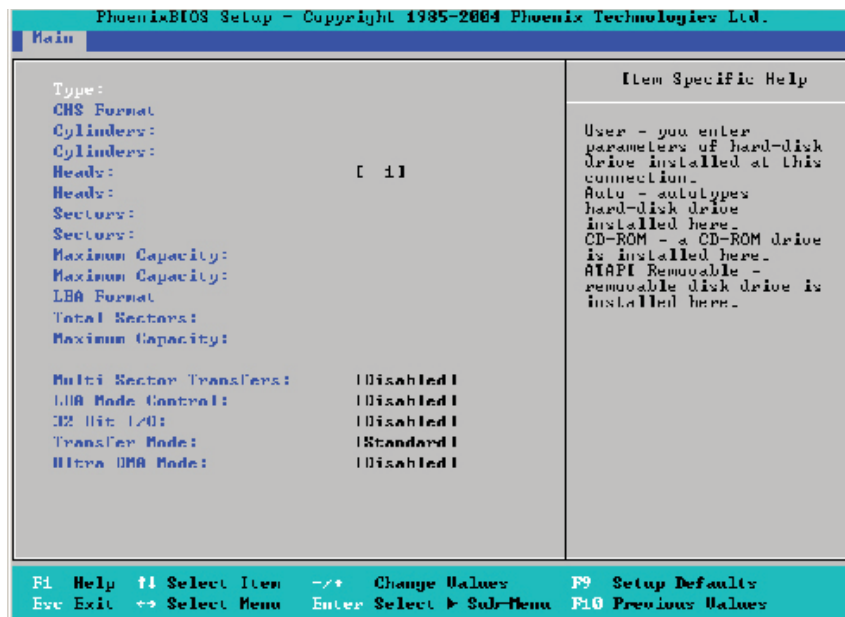 PhoenixBIOS Setup - Copyright 1985-2004 Phoenix Technologies Ltd.
Main
Type:
CHS Format
Cylinders:
Cylinders:
Heads: [ 1]
Heads:
Sectors:
Sectors:
Maximum Capacity:
Maximum Capacity:
LBA Format
Total Sectors:
Maximum Capacity:
Multi Sector Transfers: [Disabled]
LBA Mode Control: [Disabled]
32 Bit I/O: [Disabled]
Transfer Mode: [Standard]
Ultra DMA Mode: [Disabled]
Item Specific Help
User - you enter
parameters of hard-disk
drive installed at this
connection.
Auto - autotypes
hard-disk drive
installed here.
CD-ROM - a CD-ROM drive
is installed here.
ATAPI Removable -
removable disk drive is
installed here.
F1 Help ↑↓ Select Item -/+ Change Values F9 Setup Defaults
Esc Exit ↔ Select Menu Enter Select ▶ Sub-Menu F10 Previous Values